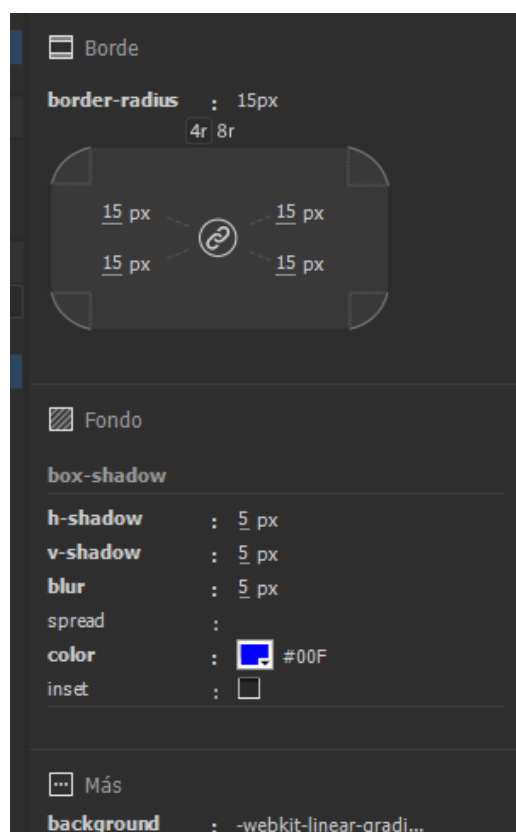 Borde
border-radius : 15px
4r 8r
15 px 15 px
15 px 15 px
Fondo
box-shadow
h-shadow : 5 px
v-shadow : 5 px
blur : 5 px
spread :
color : #00F
inset :
Más
background : -webkit-linear-gradi...